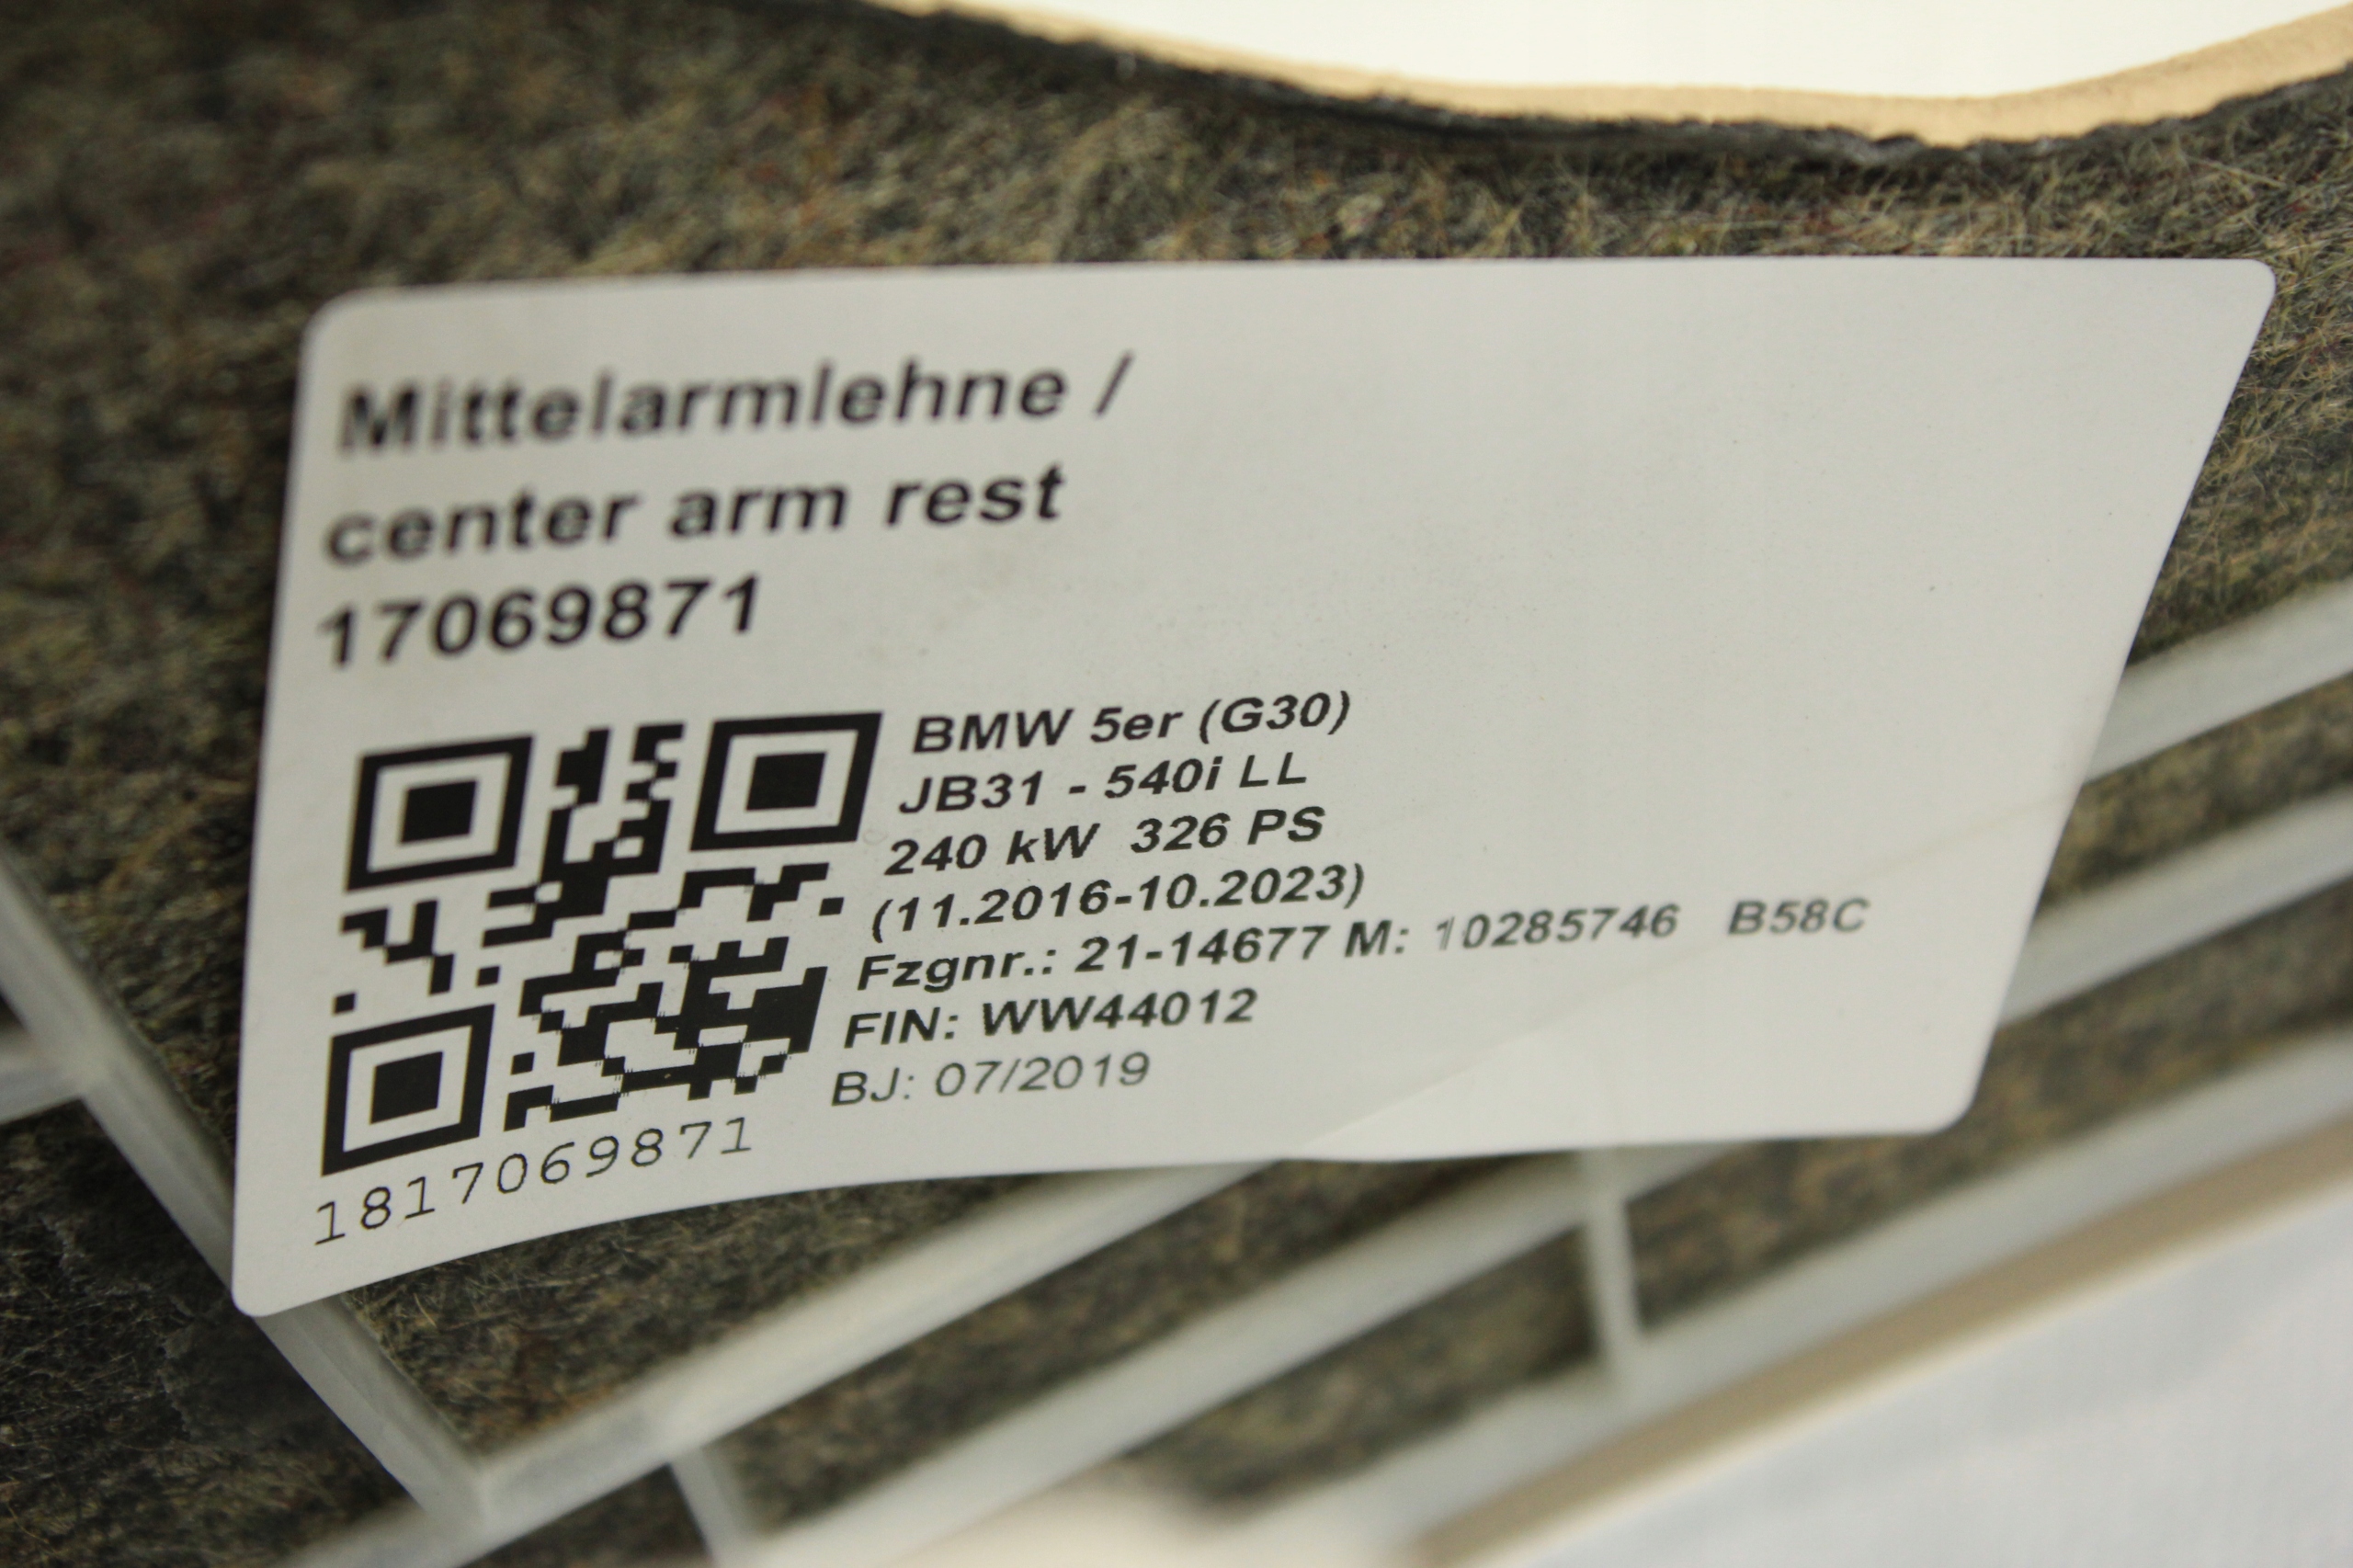 Mittelarmlehne /
center arm rest
17069871
BMW 5er (G30)
JB31 - 540i LL
240 kW 326 PS
(11.2016-10.2023)
Fzgnr.: 21-14677 M: 10285746 B58C
FIN: WW44012
BJ: 07/2019
1817069871